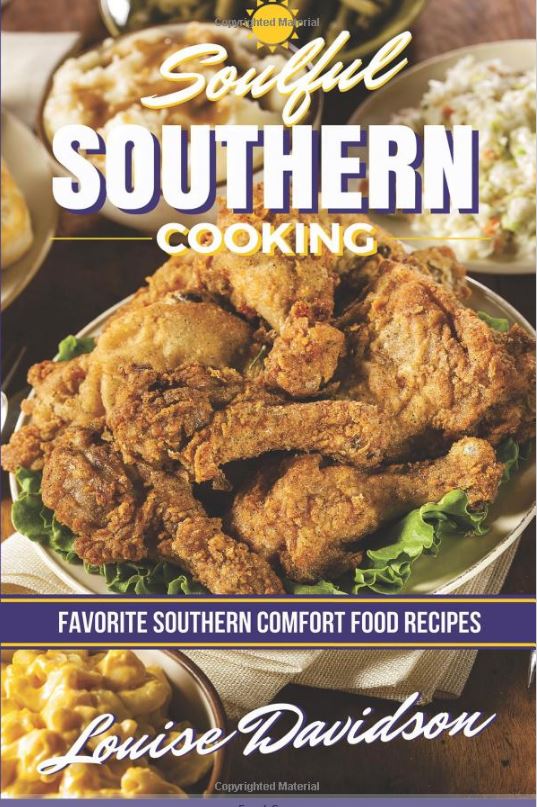 Copyrighted Material
Soulful
SOUTHERN
COOKING
FAVORITE SOUTHERN COMFORT FOOD RECIPES
Louise Davidson
Copyrighted Material